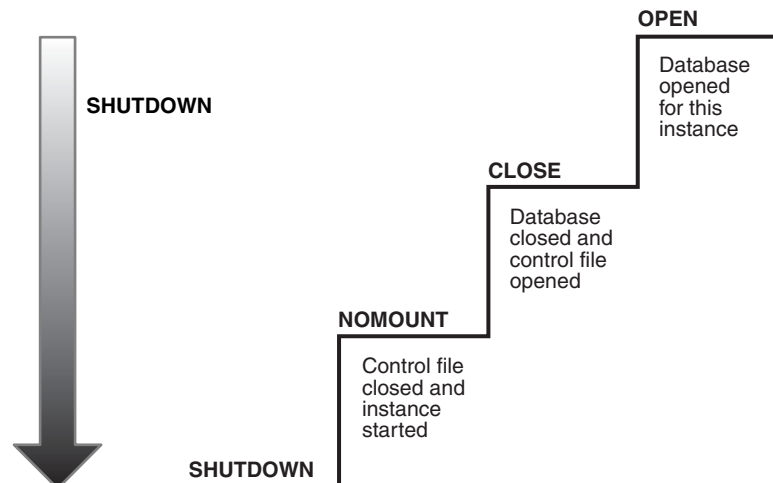 OPEN
Database
opened
for this
instance
SHUTDOWN
CLOSE
Database
closed and
control file
opened
NOMOUNT
Control file
closed and
instance
started
SHUTDOWN